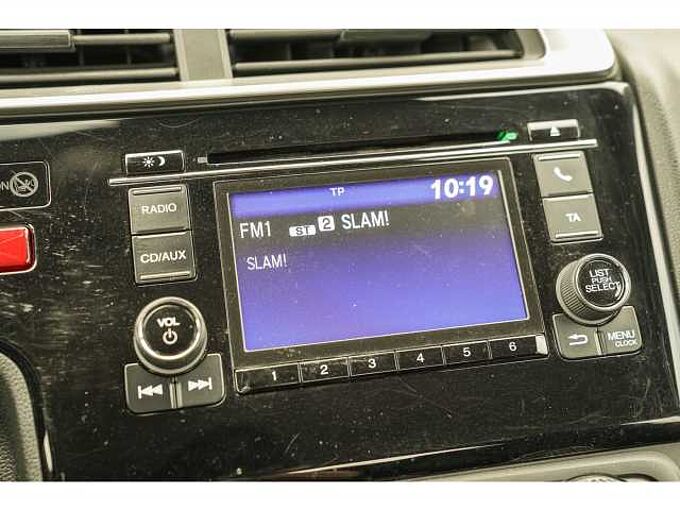 ON
RADIO
CD/AUX
TP 10:19
FM1 ST 2 SLAM!
SLAM!
TA
VOL
LIST
PUSH
SELECT
MENU
CLOCK
1 2 3 4 5 6